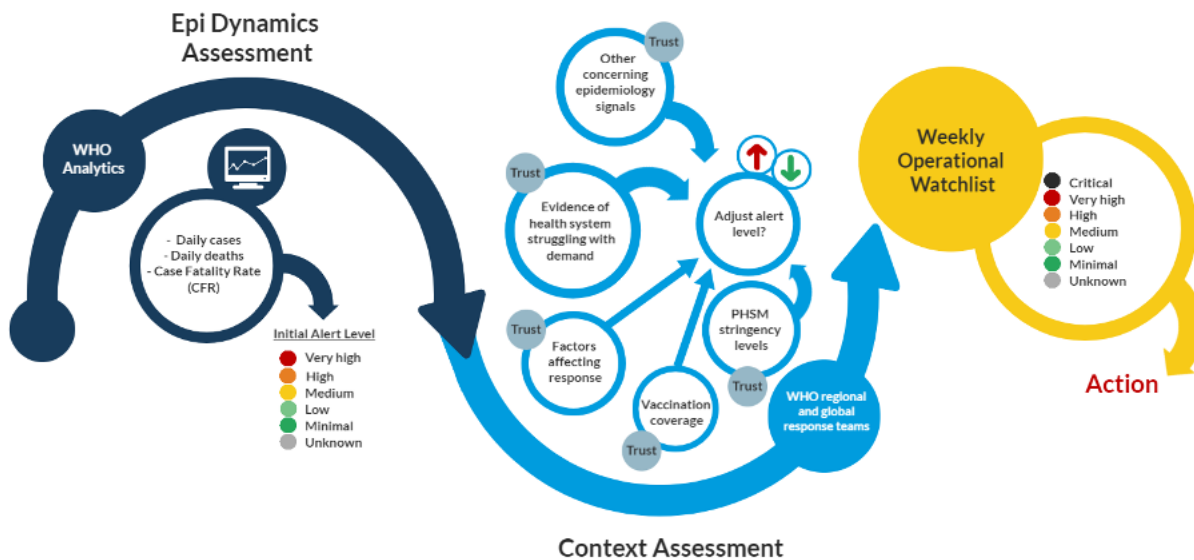 Epi Dynamics
Assessment
WHO
Analytics
- Daily cases
- Daily deaths
- Case Fatality Rate
(CFR)
Initial Alert Level
Very high
High
Medium
Low
Minimal
Unknown
Trust
Other
concerning
epidemiology
signals
Trust
Evidence of
health system
struggling with
demand
Trust
Factors
affecting
response
Vaccination
coverage
Trust
PHSM
stringency
levels
Trust
Adjust alert
level?
WHO regional
and global
response teams
Context Assessment
Weekly
Operational
Watchlist
Critical
Very high
High
Medium
Low
Minimal
Unknown
Action